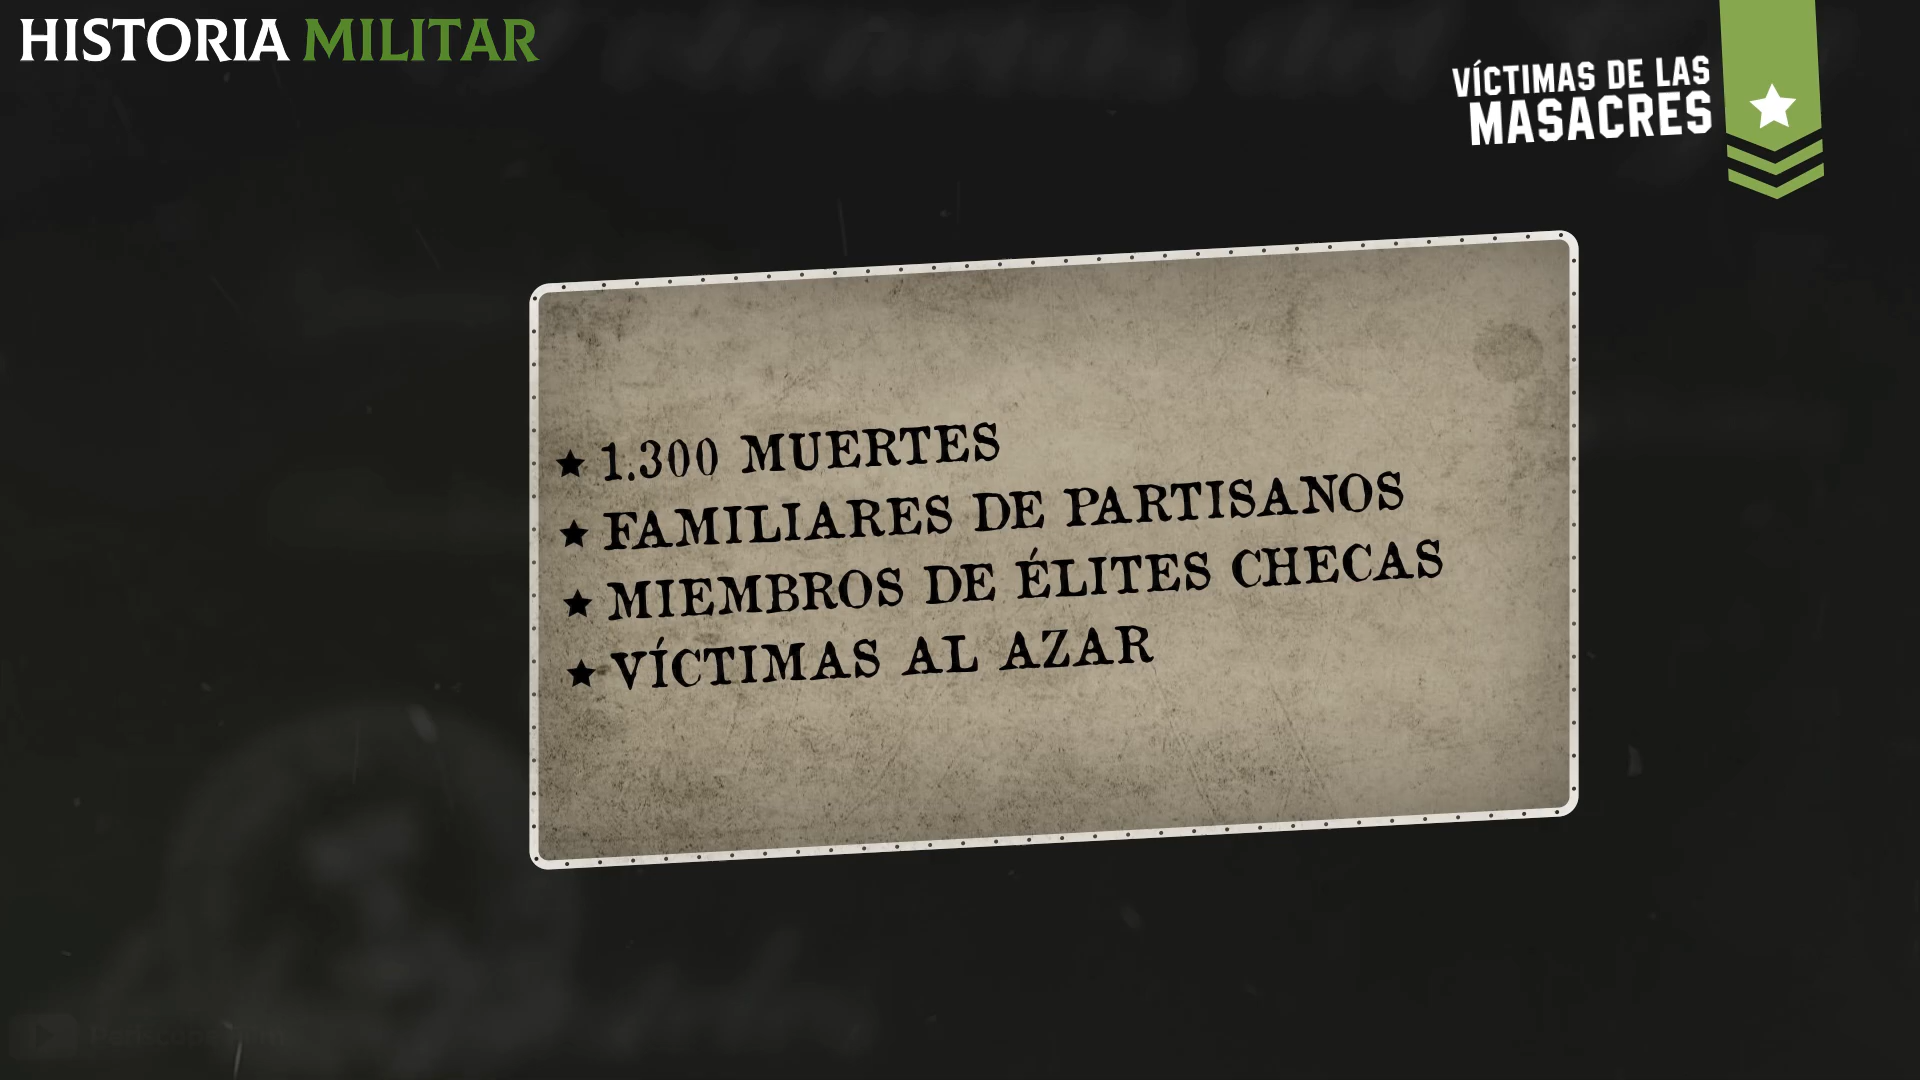 HISTORIA MILITAR
VÍCTIMAS DE LAS
MASACRES
1.300 MUERTES
FAMILIARES DE PARTISANOS
MIEMBROS DE ÉLITES CHECAS
VÍCTIMAS AL AZAR